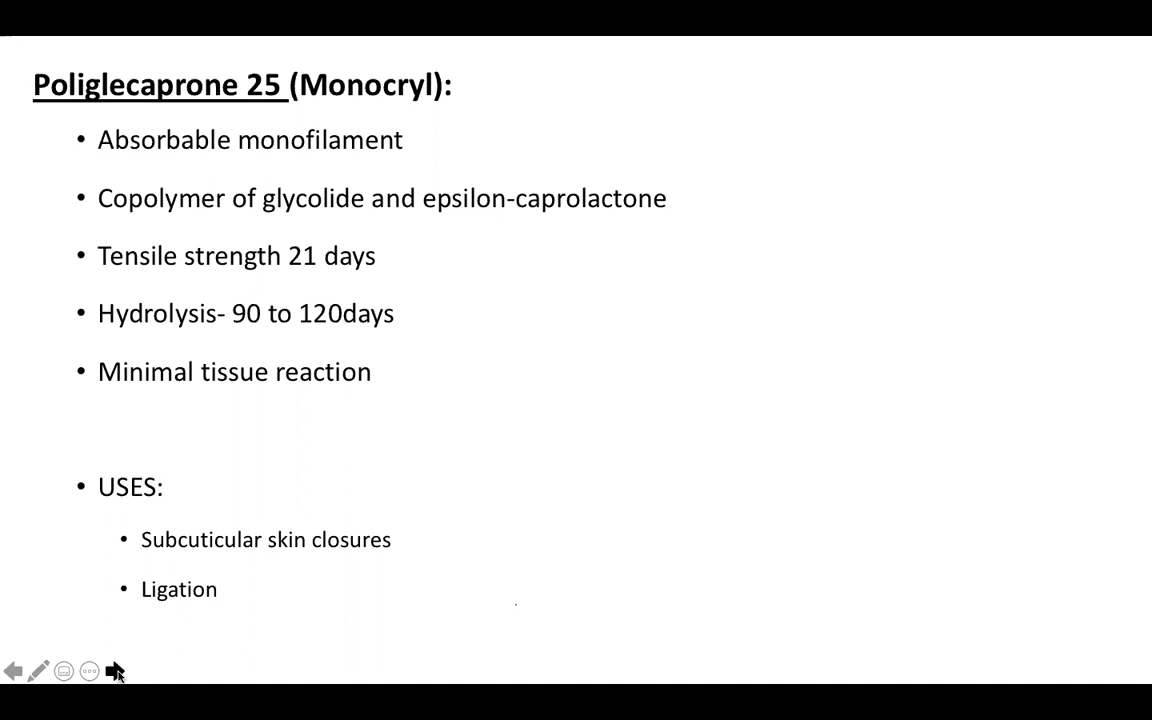 Poliglecaprone 25 (Monocryl):
• Absorbable monofilament
• Copolymer of glycolide and epsilon-caprolactone
• Tensile strength 21 days
• Hydrolysis- 90 to 120days
• Minimal tissue reaction
• USES:
• Subcuticular skin closures
• Ligation